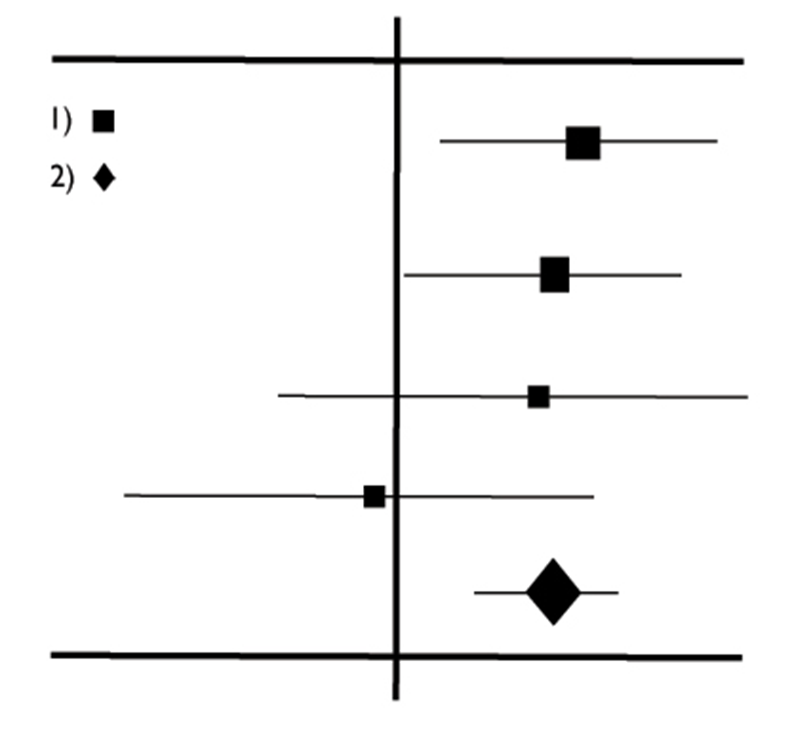 1) ■
2) ♦